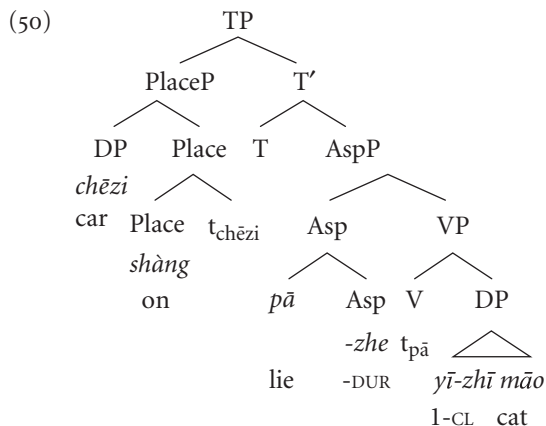 (50) TP
PlaceP T′
DP Place T AspP
chēzi
car Place t chēzi Asp VP
shàng
on pā Asp V DP
-zhe t pā
lie -DUR yī-zhī māo
1-CL cat